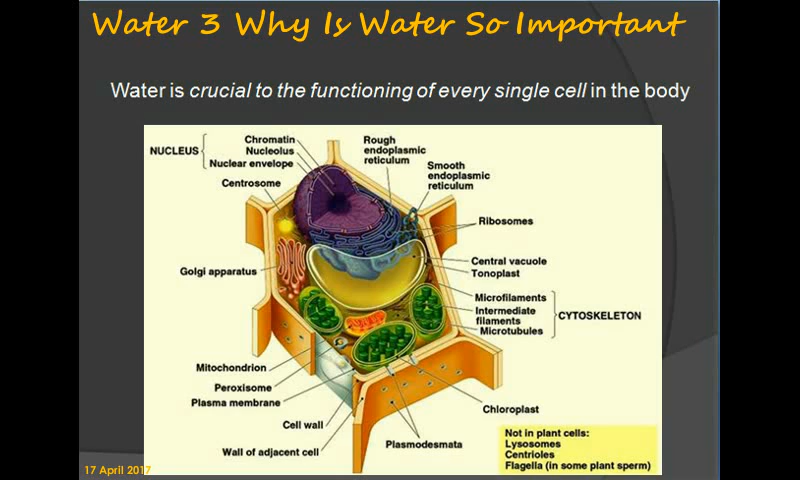 Water 3 Why Is Water So Important
Water is crucial to the functioning of every single cell in the body
NUCLEUS
Chromatin
Nucleolus
Nuclear envelope
Centrosome
Rough
endoplasmic
reticulum
Smooth
endoplasmic
reticulum
Ribosomes
Golgi apparatus
Central vacuole
Tonoplast
Microfilaments
Intermediate
filaments
Microtubules
CYTOSKELETON
Mitochondrion
Peroxisome
Plasma membrane
Cell wall
Wall of adjacent cell
Chloroplast
Plasmodesmata
Not in plant cells:
Lysosomes
Centrioles
Flagella (in some plant sperm)
17 April 2017